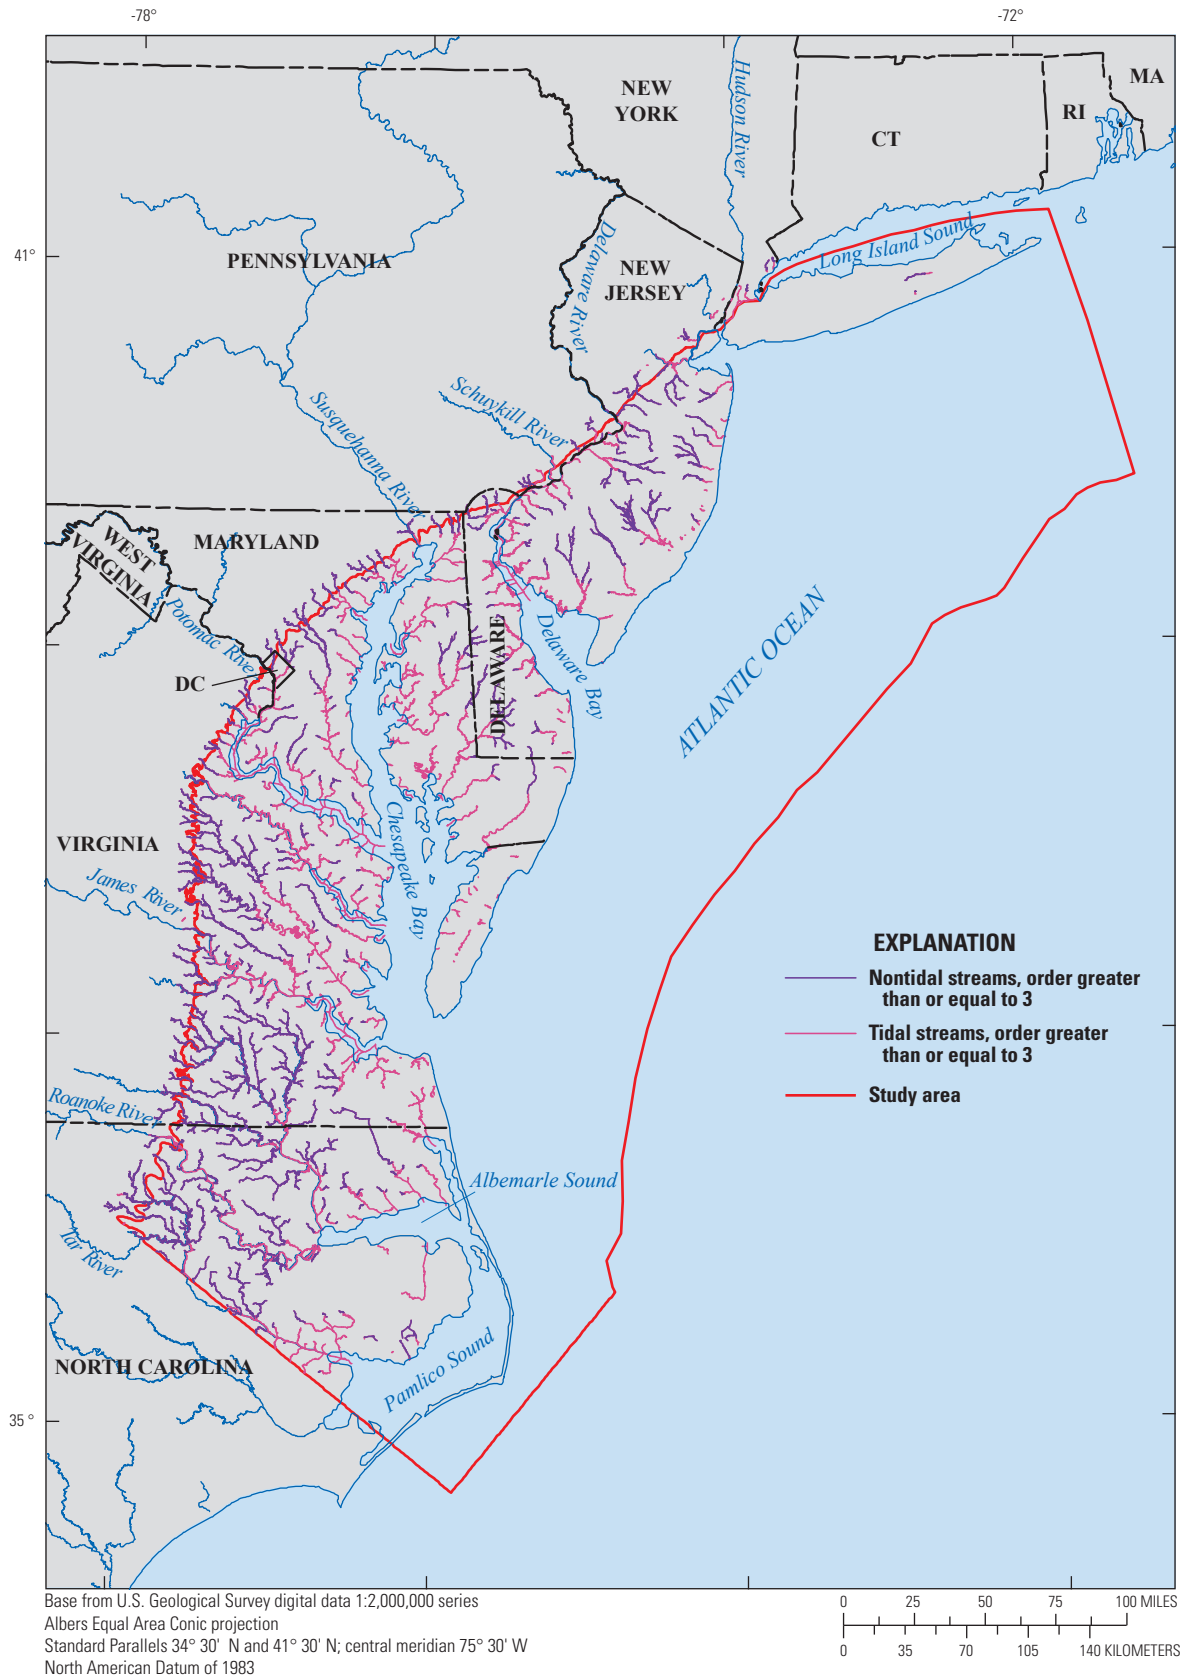 -78°
-72°
NEW
YORK
Hudson River
MA
RI
CT
41°
PENNSYLVANIA
Delaware River
NEW
JERSEY
Long Island Sound
Schuykill River
Susquehanna River
WEST
VIRGINIA
MARYLAND
Potomac River
DC
DELAWARE
Delaware Bay
ATLANTIC OCEAN
VIRGINIA
Chesapeake Bay
James River
EXPLANATION
Nontidal streams, order greater
than or equal to 3
Tidal streams, order greater
than or equal to 3
Study area
Roanoke River
Albemarle Sound
Tar River
NORTH CAROLINA
Pamlico Sound
35°
Base from U.S. Geological Survey digital data 1:2,000,000 series
Albers Equal Area Conic projection
Standard Parallels 34° 30' N and 41° 30' N; central meridian 75° 30' W
North American Datum of 1983
0 25 50 75 100 MILES
0 35 70 105 140 KILOMETERS